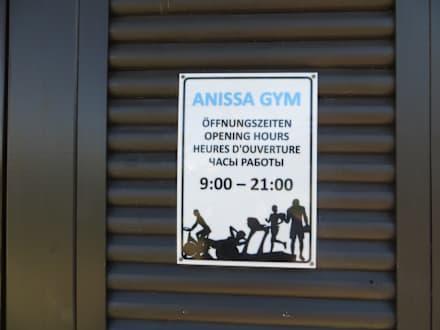 ANISSA GYM
ÖFFNUNGSZEITEN
OPENING HOURS
HEURES D'OUVERTURE
ЧАСЫ РАБОТЫ
9:00 – 21:00